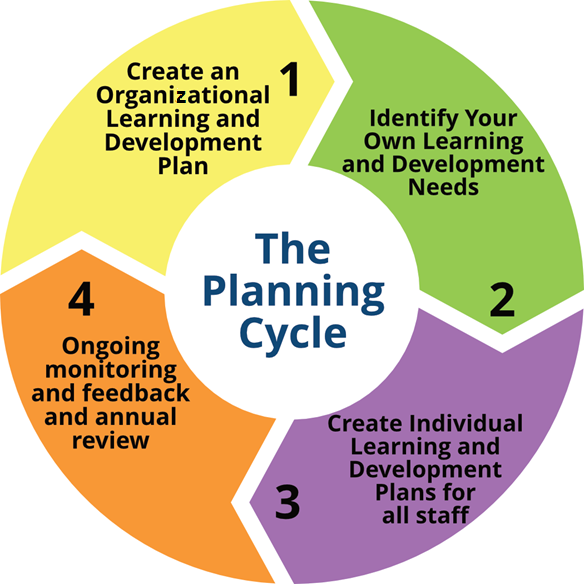 The
Planning
Cycle
1
Create an
Organizational
Learning and
Development
Plan
Identify Your
Own Learning
and Development
Needs
2
Create Individual
Learning and
Development
Plans for
all staff
3
4
Ongoing
monitoring
and feedback
and annual
review